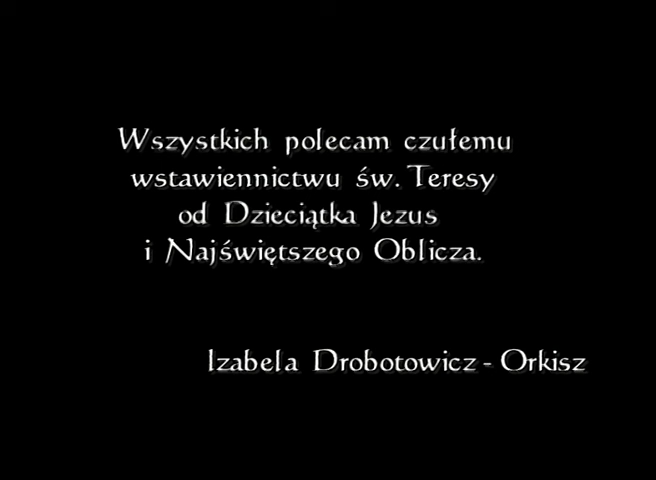 Wszystkich polecam czułemu
wstawiennictwu św. Teresy
od Dzieciątka Jezus
i Najświętszego Oblicza.
Izabela Drobotowicz - Orkisz